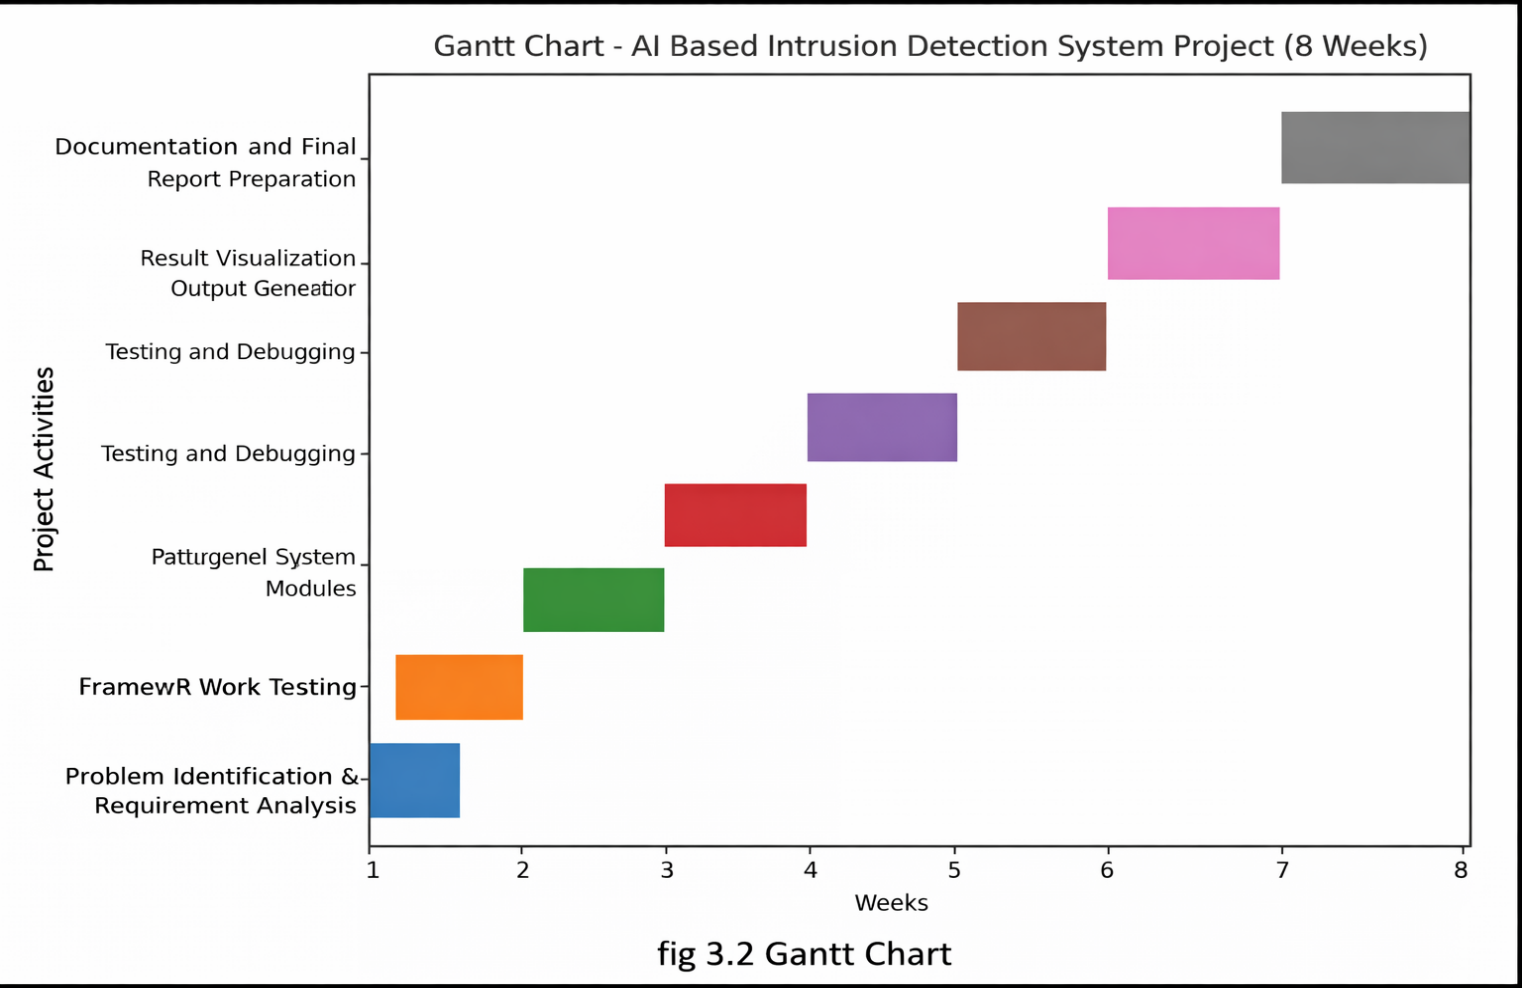 Gantt Chart - AI Based Intrusion Detection System Project (8 Weeks)
Documentation and Final
Report Preparation
Result Visualization
Output Geneatior
Testing and Debugging
Testing and Debugging
Project Activities
Patturgenel System
Modules
FramewR Work Testing
Problem Identification &
Requirement Analysis
1 2 3 4 5 6 7 8
Weeks
fig 3.2 Gantt Chart